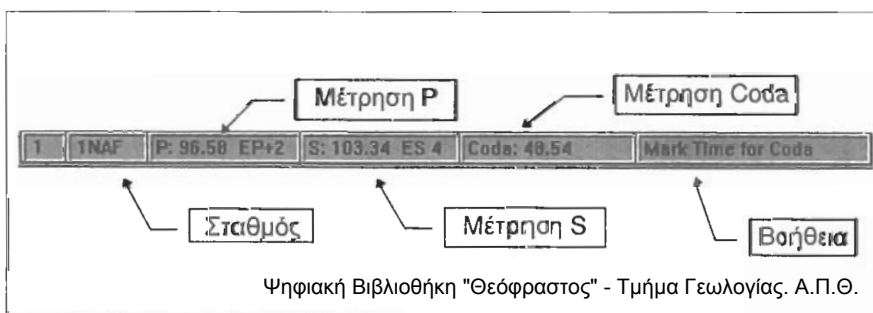 Μέτρηση P Μέτρηση Coda
1 1NAF P: 96.58 EP+2 S: 103.34 ES 4 Coda: 48.54 Mark Time for Coda
Σταθμός Μέτρηση S Βοήθεια
Ψηφιακή Βιβλιοθήκη "Θεόφραστος" - Τμήμα Γεωλογίας. Α.Π.Θ.